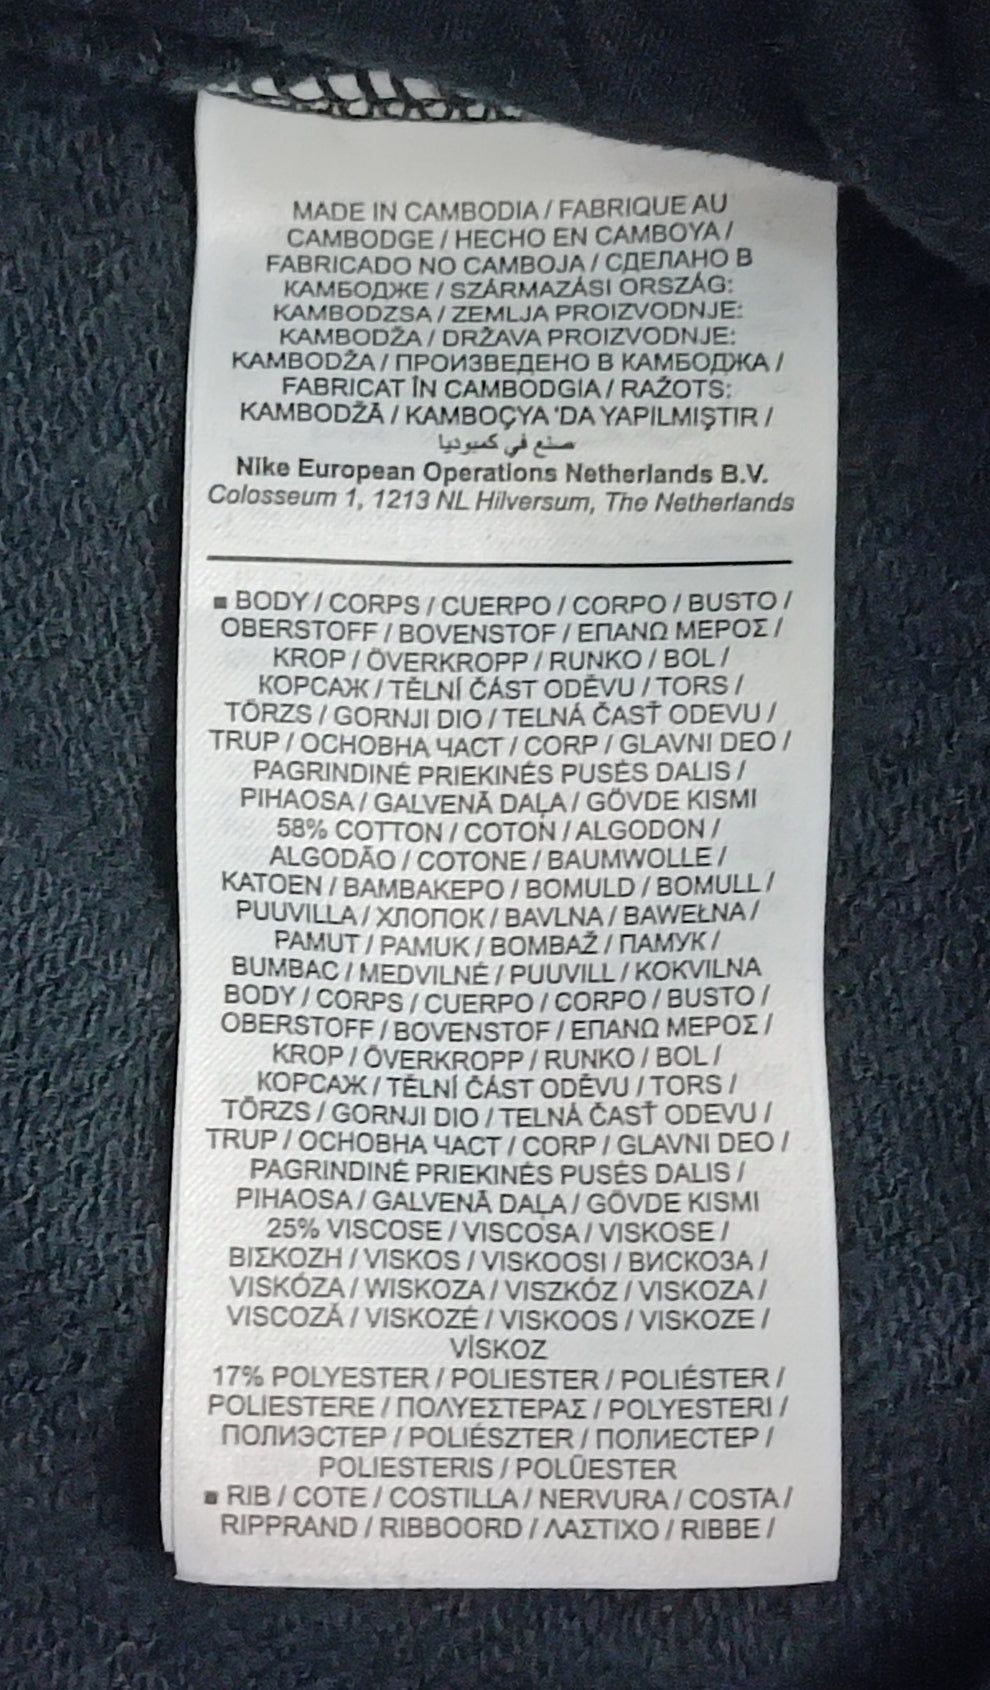 MADE IN CAMBODIA / FABRIQUE AU
CAMBODGE / HECHO EN CAMBOYA /
FABRICADO NO CAMBOJA / СДЕЛАНО В
КАМБОДЖЕ / SZÁRMAZÁSI ORSZÁG:
KAMBODZSA / ZEMLJA PROIZVODNJE:
KAMBODŽA / DRŽAVA PROIZVODNJE:
KAMBODŽA / ПРОИЗВЕДЕНО В КАМБОДЖА /
FABRICAT ÎN CAMBODGIA / RAŽOTS:
KAMBODŽĀ / KAMBOÇYA 'DA YAPILMIŞTIR /
صنع في كمبوديا
Nike European Operations Netherlands B.V.
Colosseum 1, 1213 NL Hilversum, The Netherlands
■ BODY / CORPS / CUERPO / CORPO / BUSTO /
OBERSTOFF / BOVENSTOF / ΕΠΑΝΩ ΜΕΡΟΣ /
KROP / ÖVERKROPP / RUNKO / BOL /
КОРСАЖ / TĚLNÍ ČÁST ODĚVU / TORS /
TÖRZS / GORNJI DIO / TELNÁ ČASŤ ODEVU /
TRUP / ОСНОВНА ЧАСТ / CORP / GLAVNI DEO /
PAGRINDINĖ PRIEKINĖS PUSĖS DALIS /
PIHAOSA / GALVENĀ DAĻA / GÖVDE KISMI
58% COTTON / COTON / ALGODON /
ALGODÃO / COTONE / BAUMWOLLE /
KATOEN / ΒΑΜΒΑΚΕΡΟ / BOMULD / BOMULL /
PUUVILLA / ХЛОПОК / BAVLNA / BAWEŁNA /
PAMUT / PAMUK / BOMBAŽ / ПАМУК /
BUMBAC / MEDVILNĖ / PUUVILL / KOKVILNA
BODY / CORPS / CUERPO / CORPO / BUSTO /
OBERSTOFF / BOVENSTOF / ΕΠΑΝΩ ΜΕΡΟΣ /
KROP / ÖVERKROPP / RUNKO / BOL /
КОРСАЖ / TĚLNÍ ČÁST ODĚVU / TORS /
TÖRZS / GORNJI DIO / TELNÁ ČASŤ ODEVU /
TRUP / ОСНОВНА ЧАСТ / CORP / GLAVNI DEO /
PAGRINDINĖ PRIEKINĖS PUSĖS DALIS /
PIHAOSA / GALVENĀ DAĻA / GÖVDE KISMI
25% VISCOSE / VISCOSA / VISKOSE /
ΒΙΣΚΟΖΗ / VISKOS / VISKOOSI / ВИСКОЗА /
VISKÓZA / WISKOZA / VISZKÓZ / VISKOZA /
VISCOZĂ / VISKOZĖ / VISKOOS / VISKOZE /
VİSKOZ
17% POLYESTER / POLIESTER / POLIÉSTER /
POLIESTERE / ΠΟΛΥΕΣΤΕΡΑΣ / POLYESTERI /
ПОЛИЭСТЕР / POLIÉSZTER / ПОЛИЕСТЕР /
POLIESTERIS / POLÜESTER
■ RIB / COTE / COSTILLA / NERVURA / COSTA /
RIPPRAND / RIBBOORD / ΛΑΣΤΙΧΟ / RIBBE /